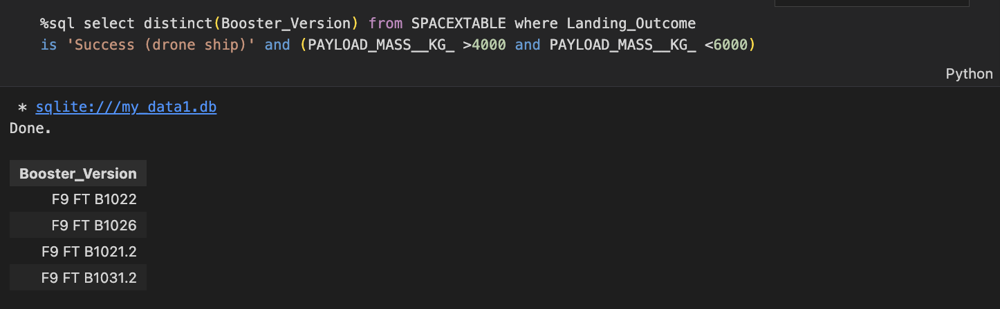 %sql select distinct(Booster_Version) from SPACEXTABLE where Landing_Outcome
is 'Success (drone ship)' and (PAYLOAD_MASS__KG_ >4000 and PAYLOAD_MASS__KG_ <6000)
Python
* sqlite:///my_data1.db
Done.
Booster_Version
F9 FT B1022
F9 FT B1026
F9 FT B1021.2
F9 FT B1031.2